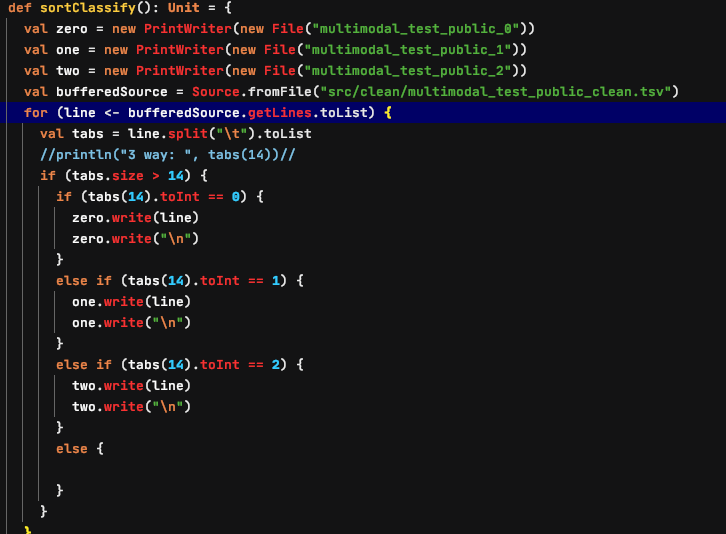 def sortClassify(): Unit = {
  val zero = new PrintWriter(new File("multimodal_test_public_0"))
  val one = new PrintWriter(new File("multimodal_test_public_1"))
  val two = new PrintWriter(new File("multimodal_test_public_2"))
  val bufferedSource = Source.fromFile("src/clean/multimodal_test_public_clean.tsv")
  for (line <- bufferedSource.getLines.toList) {
    val tabs = line.split("\t").toList
    //println("3 way: ", tabs(14))//
    if (tabs.size > 14) {
      if (tabs(14).toInt == 0) {
        zero.write(line)
        zero.write("\n")
      }
      else if (tabs(14).toInt == 1) {
        one.write(line)
        one.write("\n")
      }
      else if (tabs(14).toInt == 2) {
        two.write(line)
        two.write("\n")
      }
      else {

      }
    }
  }